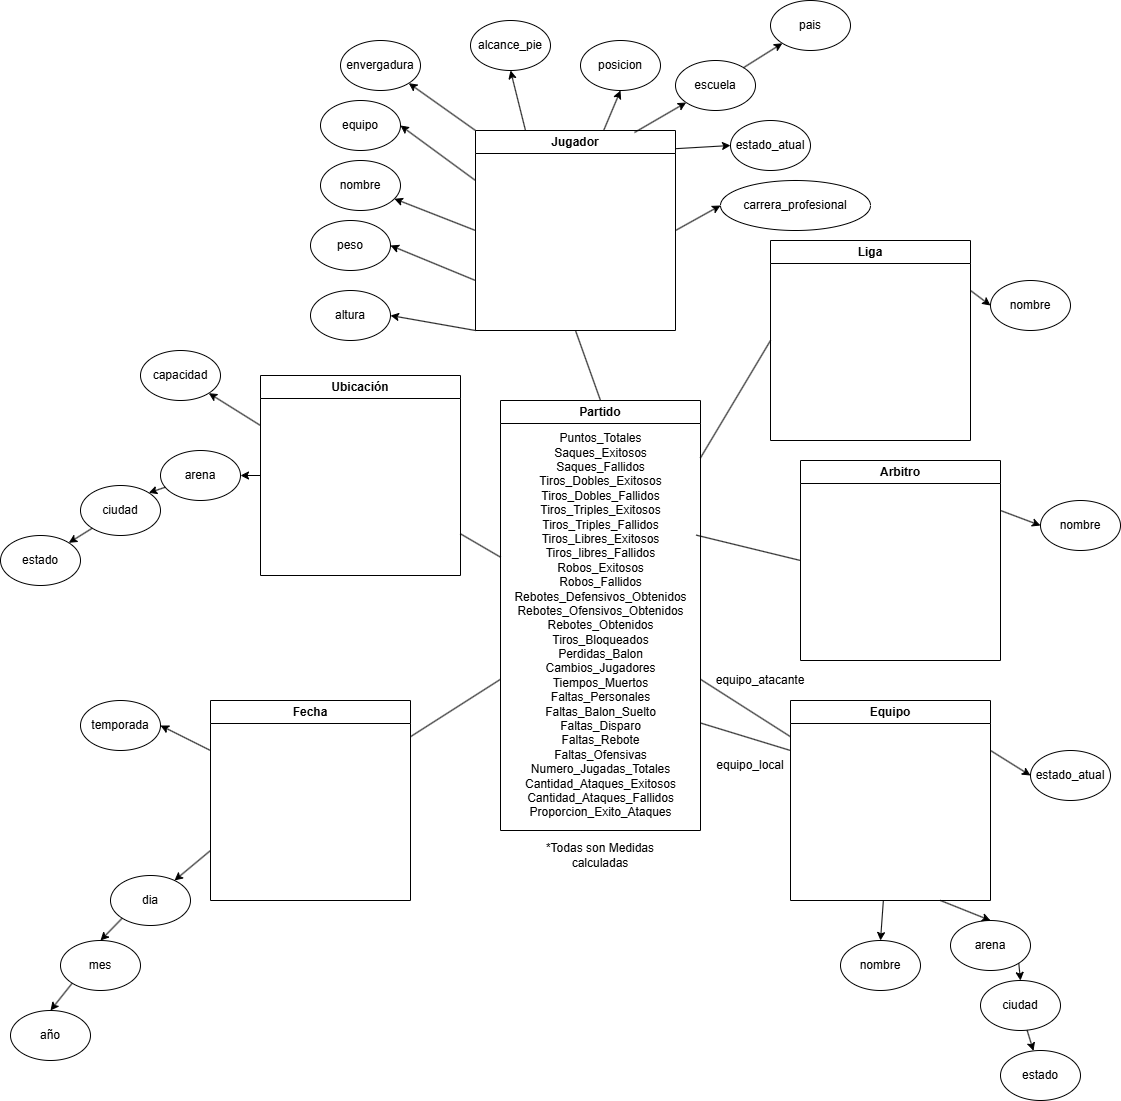 pais
alcance_pie
envergadura
posicion
escuela
equipo
Jugador
estado_atual
nombre
carrera_profesional
peso
Liga
altura
nombre
capacidad
Ubicación
Partido
Puntos_Totales
Saques_Exitosos
Saques_Fallidos
Tiros_Dobles_Exitosos
Tiros_Dobles_Fallidos
Tiros_Triples_Exitosos
Tiros_Triples_Fallidos
Tiros_Libres_Exitosos
Tiros_libres_Fallidos
Robos_Exitosos
Robos_Fallidos
Rebotes_Defensivos_Obtenidos
Rebotes_Ofensivos_Obtenidos
Rebotes_Obtenidos
Tiros_Bloqueados
Perdidas_Balon
Cambios_Jugadores
Tiempos_Muertos
Faltas_Personales
Faltas_Balon_Suelto
Faltas_Disparo
Faltas_Rebote
Faltas_Ofensivas
Numero_Jugadas_Totales
Cantidad_Ataques_Exitosos
Cantidad_Ataques_Fallidos
Proporcion_Exito_Ataques
*Todas son Medidas
calculadas
arena
ciudad
estado
Arbitro
nombre
equipo_atacante
equipo_local
Fecha
temporada
dia
mes
año
Equipo
estado_atual
nombre
arena
ciudad
estado